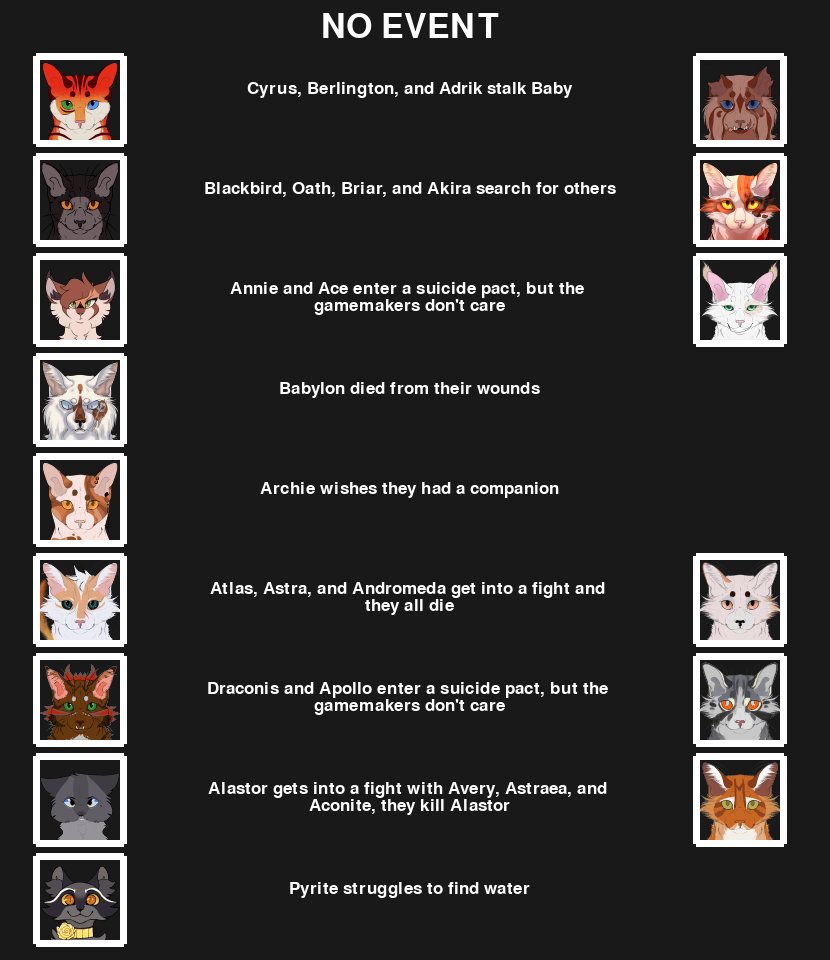 NO EVENT
Cyrus, Berlington, and Adrik stalk Baby
Blackbird, Oath, Briar, and Akira search for others
Annie and Ace enter a suicide pact, but the
gamemakers don't care
Babylon died from their wounds
Archie wishes they had a companion
Atlas, Astra, and Andromeda get into a fight and
they all die
Draconis and Apollo enter a suicide pact, but the
gamemakers don't care
Alastor gets into a fight with Avery, Astraea, and
Aconite, they kill Alastor
Pyrite struggles to find water